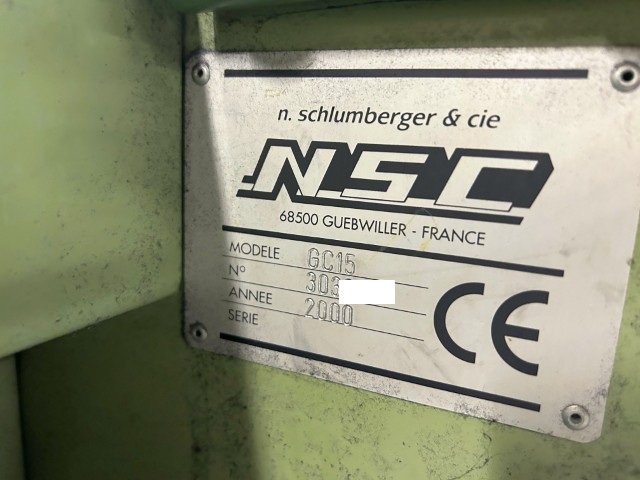 n. schlumberger & cie
NSC
68500 GUEBWILLER - FRANCE
MODELE GC15
N°
ANNEE 2000
SERIE
CE